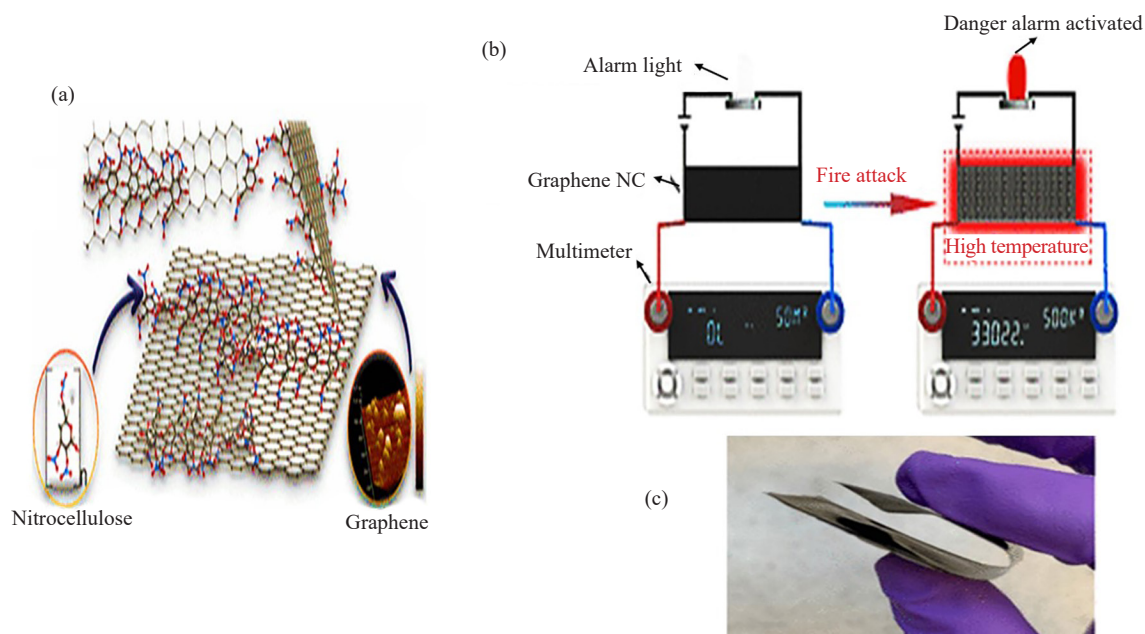 (a)
Nitrocellulose
Graphene
(b)
Alarm light
Danger alarm activated
Graphene NC
Fire attack
High temperature
Multimeter
OL
50M
33022
500K
(c)